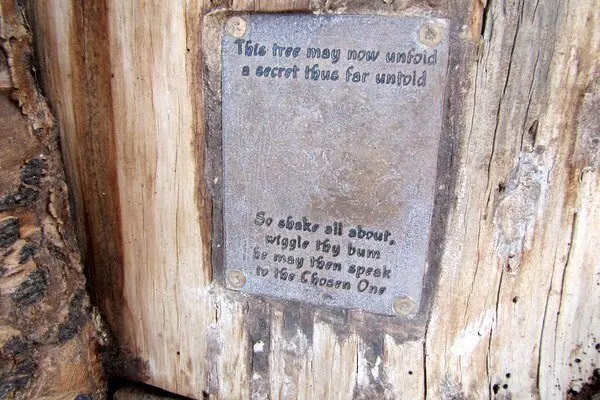 This tree may now unfold
a secret thus far untold
So shake all about,
wiggle thy bum
he may then speak
to the Chosen One